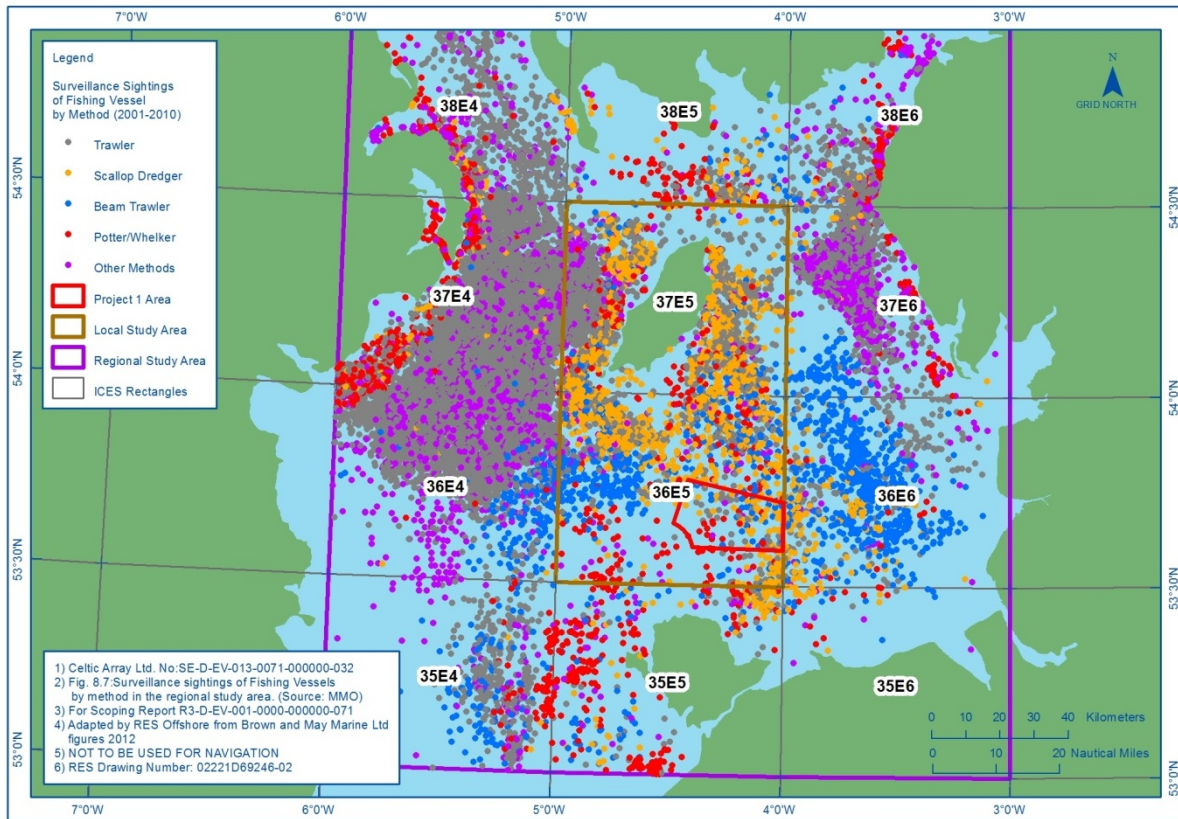 7°0'W
6°0'W
5°0'W
4°0'W
3°0'W
Legend
Surveillance Sightings
of Fishing Vessel
by Method (2001-2010)
Trawler
Scallop Dredger
Beam Trawler
Potter/Whelker
Other Methods
Project 1 Area
Local Study Area
Regional Study Area
ICES Rectangles
N
GRID NORTH
38E4
38E5
38E6
54°30'N
54°30'N
37E4
37E5
37E6
54°0'N
54°0'N
36E4
36E5
36E6
53°30'N
53°30'N
35E4
35E5
35E6
1) Celtic Array Ltd. No:SE-D-EV-013-0071-000000-032
2) Fig. 8.7:Surveillance sightings of Fishing Vessels
by method in the regional study area. (Source: MMO)
3) For Scoping Report R3-D-EV-001-0000-000000-071
4) Adapted by RES Offshore from Brown and May Marine Ltd
figures 2012
5) NOT TO BE USED FOR NAVIGATION
6) RES Drawing Number: 02221D69246-02
0 10 20 30 40 Kilometers
0 10 20 Nautical Miles
53°0'N
53°0'N
7°0'W
6°0'W
5°0'W
4°0'W
3°0'W